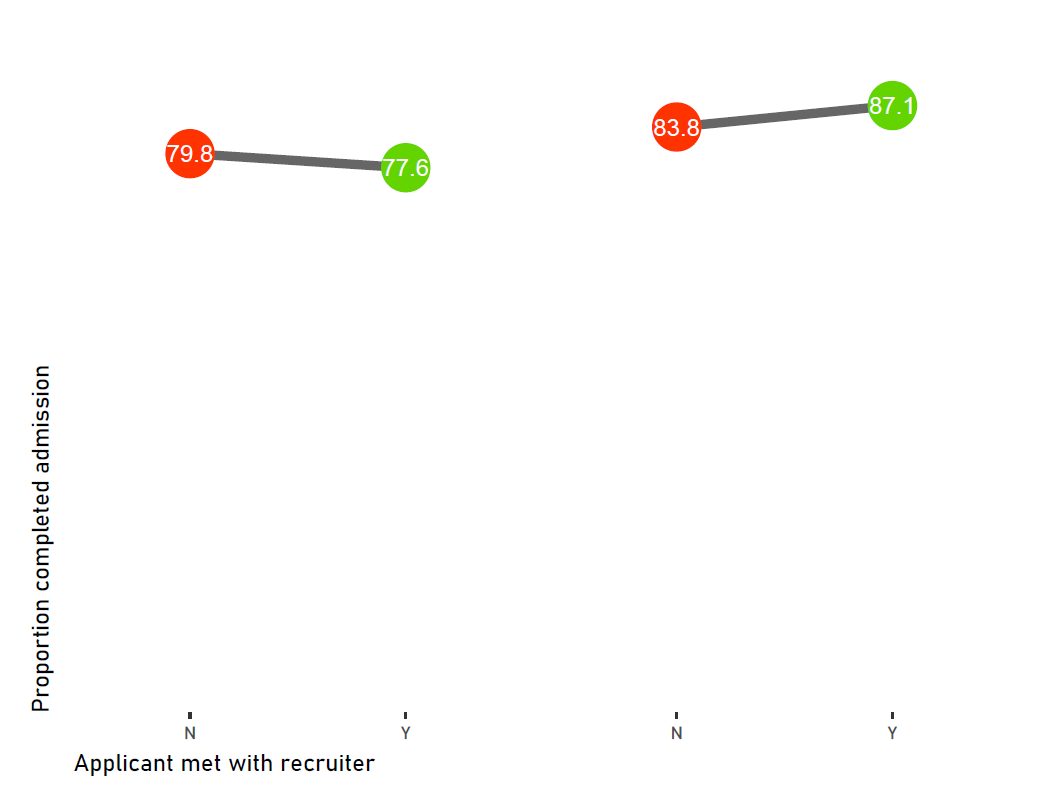 79.8
77.6
83.8
87.1
Proportion completed admission
N
Y
N
Y
Applicant met with recruiter